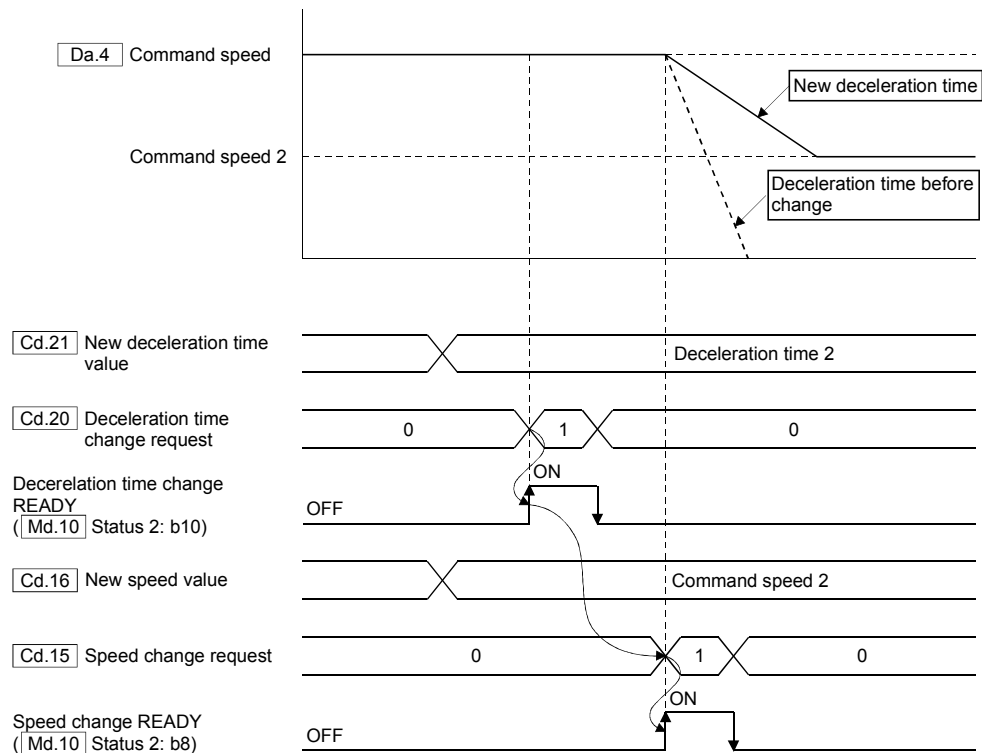 Da.4 Command speed
New deceleration time
Command speed 2
Deceleration time before
change
Cd.21 New deceleration time
value
Deceleration time 2
Cd.20 Deceleration time
change request
0 1 0
Decerelation time change
READY
( Md.10 Status 2: b10)
OFF
ON
Cd.16 New speed value
Command speed 2
Cd.15 Speed change request
0 1 0
Speed change READY
( Md.10 Status 2: b8)
OFF
ON